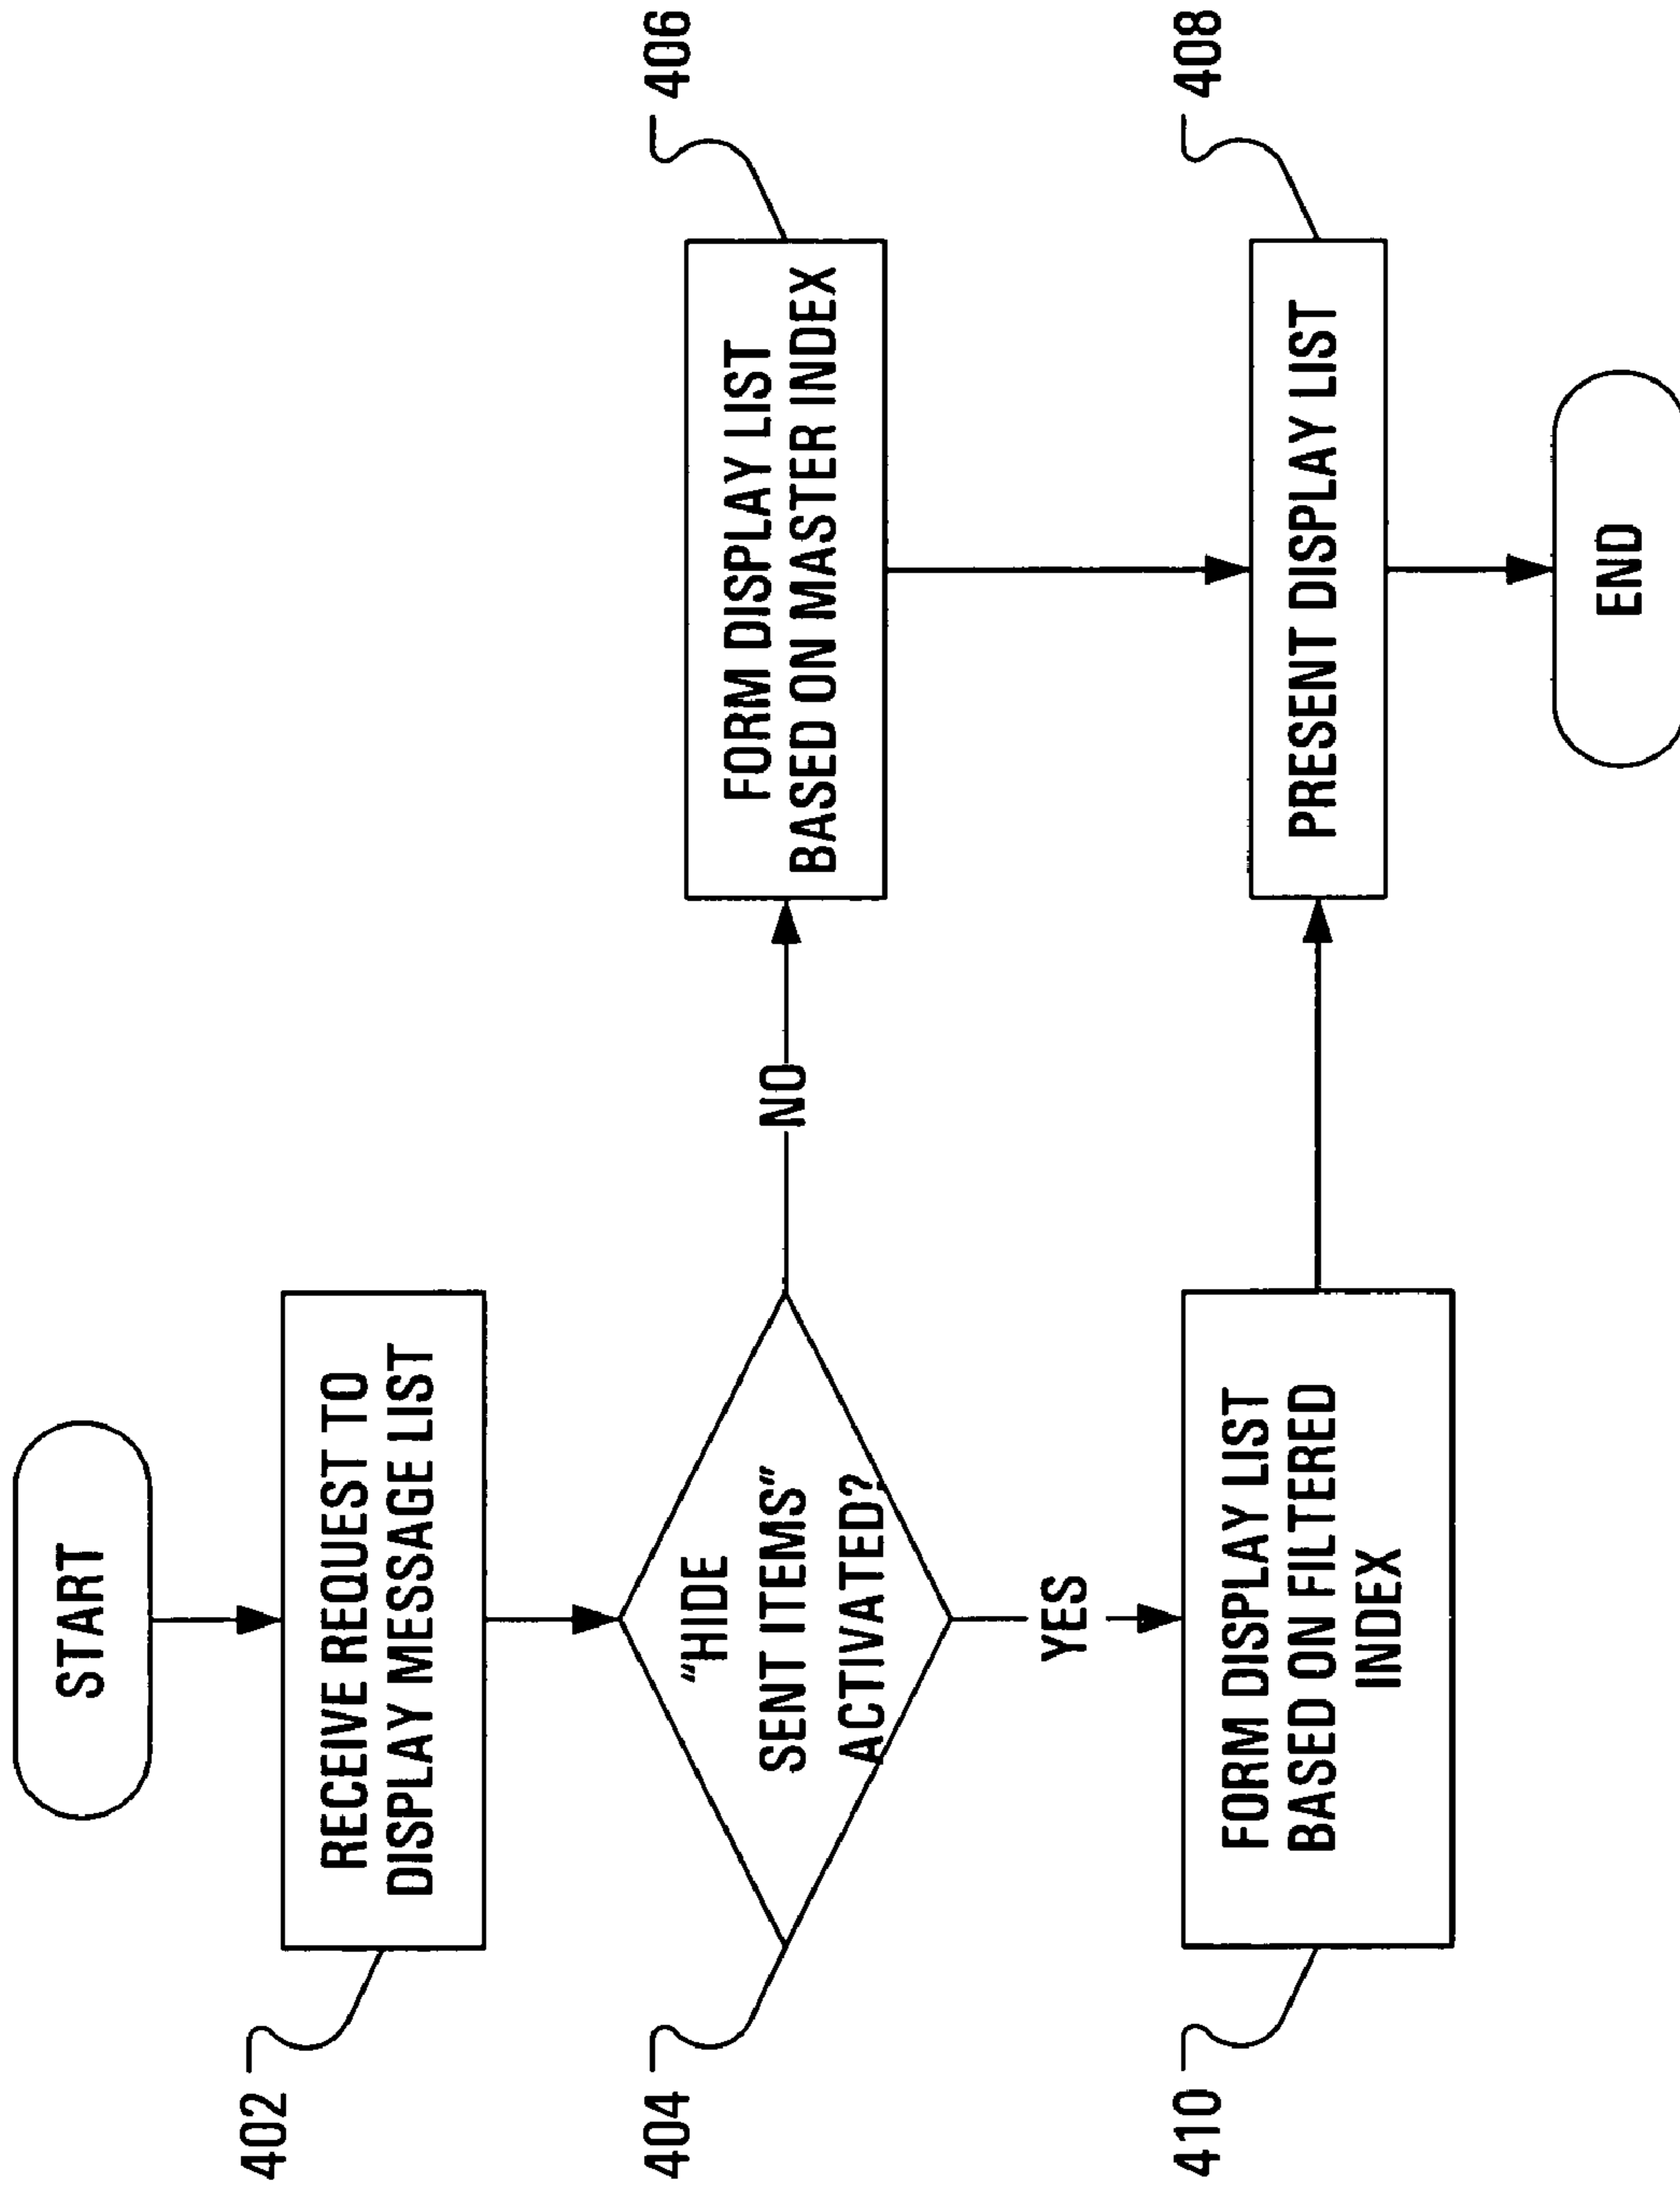 START
402
RECEIVE REQUEST TO
DISPLAY MESSAGE LIST
404
"HIDE
SENT ITEMS"
ACTIVATED?
NO
406
FORM DISPLAY LIST
BASED ON MASTER INDEX
YES
410
FORM DISPLAY LIST
BASED ON FILTERED
INDEX
408
PRESENT DISPLAY LIST
END